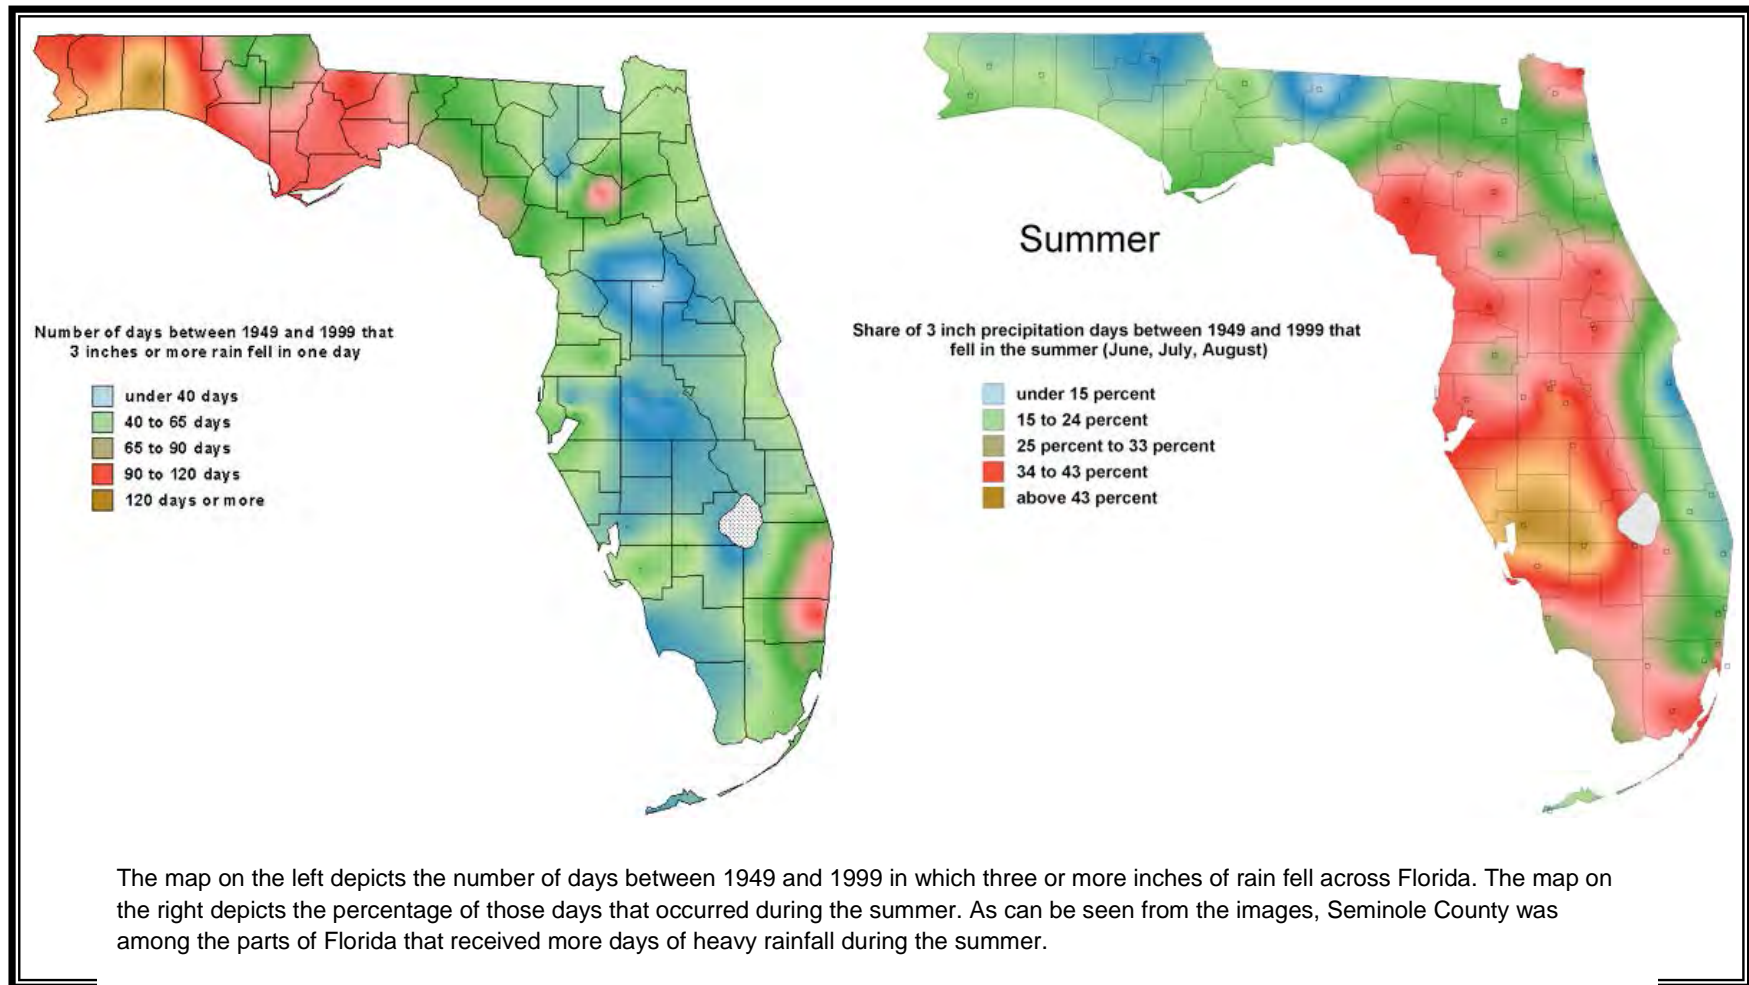 Summer
Number of days between 1949 and 1999 that
3 inches or more rain fell in one day
under 40 days
40 to 65 days
65 to 90 days
90 to 120 days
120 days or more
Share of 3 inch precipitation days between 1949 and 1999 that
fell in the summer (June, July, August)
under 15 percent
15 to 24 percent
25 percent to 33 percent
34 to 43 percent
above 43 percent
The map on the left depicts the number of days between 1949 and 1999 in which three or more inches of rain fell across Florida. The map on
the right depicts the percentage of those days that occurred during the summer. As can be seen from the images, Seminole County was
among the parts of Florida that received more days of heavy rainfall during the summer.